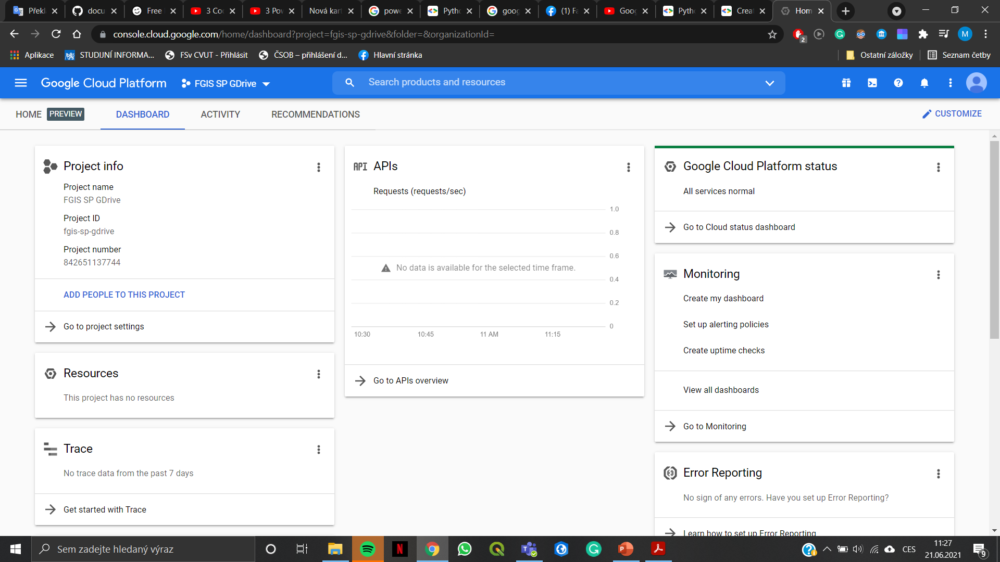 Překl
docu
Free
3 Coc
3 Pow
Nová kart
powe
Pyth
goog
(1) Fa
Goog
Pyth
Creat
Hom
console.cloud.google.com/home/dashboard?project=fgis-sp-gdrive&folder=&organizationId=
2
M
Aplikace
STUDIJNÍ INFORMA...
FSv CVUT - Přihlásit
ČSOB – přihlášení d...
Hlavní stránka
Ostatní záložky
Seznam četby
Google Cloud Platform
FGIS SP GDrive
Search products and resources
HOME PREVIEW
DASHBOARD
ACTIVITY
RECOMMENDATIONS
CUSTOMIZE
Project info
Project name
FGIS SP GDrive
Project ID
fgis-sp-gdrive
Project number
842651137744
ADD PEOPLE TO THIS PROJECT
Go to project settings
Resources
This project has no resources
Trace
No trace data from the past 7 days
Get started with Trace
API APIs
Requests (requests/sec)
1.0
0.8
0.6
No data is available for the selected time frame.
0.4
0.2
0
10:30
10:45
11 AM
11:15
Go to APIs overview
Google Cloud Platform status
All services normal
Go to Cloud status dashboard
Monitoring
Create my dashboard
Set up alerting policies
Create uptime checks
View all dashboards
Go to Monitoring
Error Reporting
No sign of any errors. Have you set up Error Reporting?
Learn how to set up Error Reporting
Sem zadejte hledaný výraz
CES
11:27
21.06.2021
9